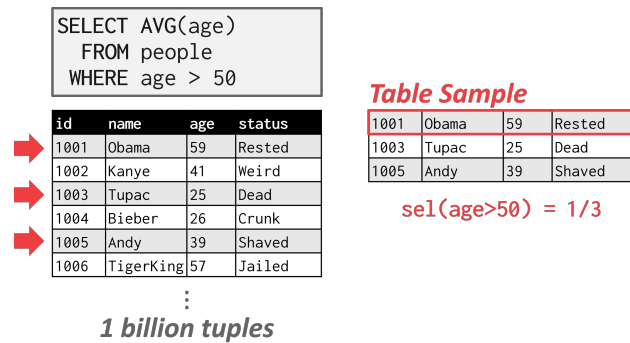 SELECT AVG(age)
FROM people
WHERE age > 50
id name age status
1001 Obama 59 Rested
1002 Kanye 41 Weird
1003 Tupac 25 Dead
1004 Bieber 26 Crunk
1005 Andy 39 Shaved
1006 TigerKing 57 Jailed
⋮
1 billion tuples
Table Sample
1001 Obama 59 Rested
1003 Tupac 25 Dead
1005 Andy 39 Shaved
sel(age>50) = 1/3